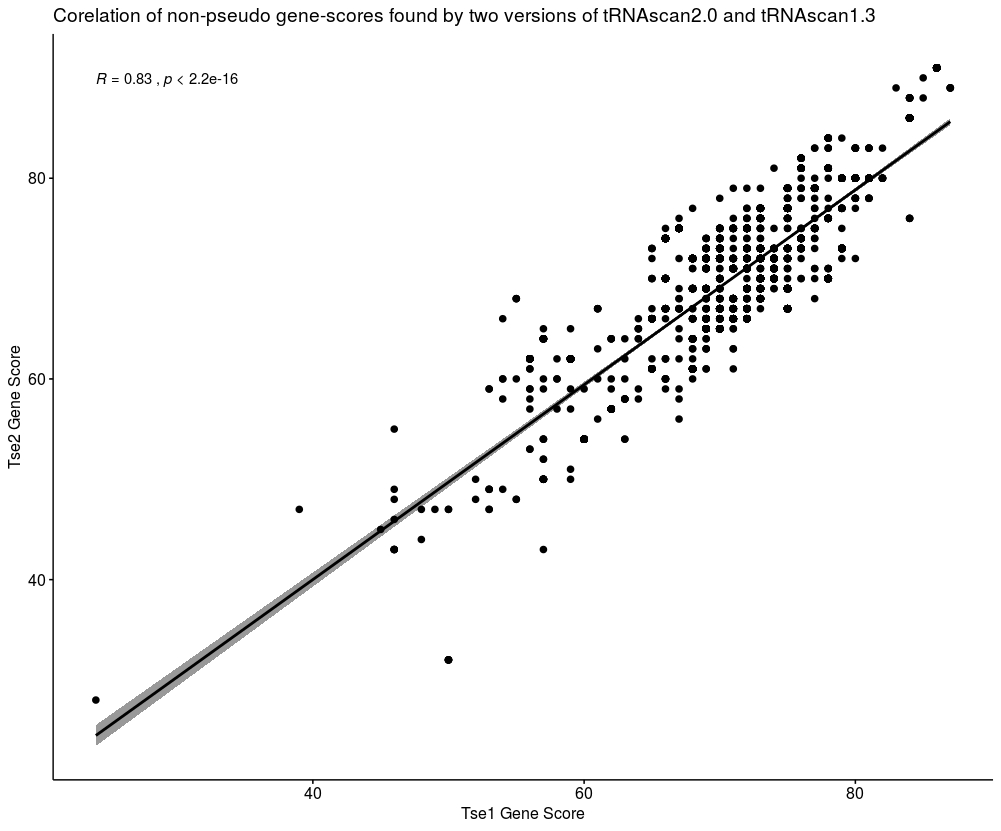 Corelation of non-pseudo gene-scores found by two versions of tRNAscan2.0 and tRNAscan1.3
R = 0.83 , p < 2.2e-16
80
60
40
Tse2 Gene Score
40 60 80
Tse1 Gene Score